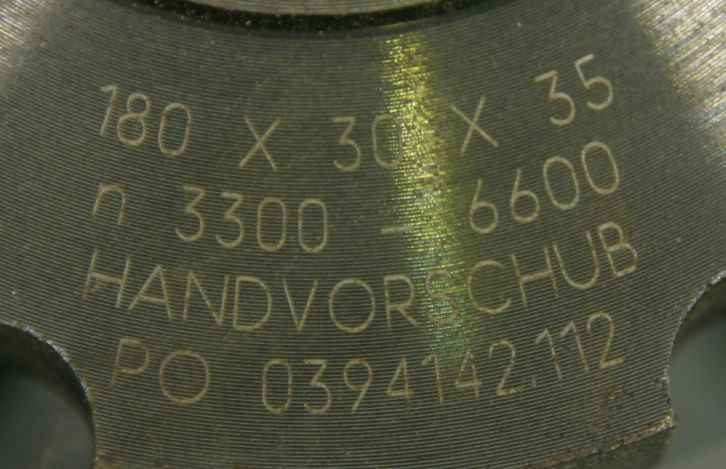 180 X 30 X 35
n 3300 - 6600
HANDVORSCHUB
PO 0394142.112